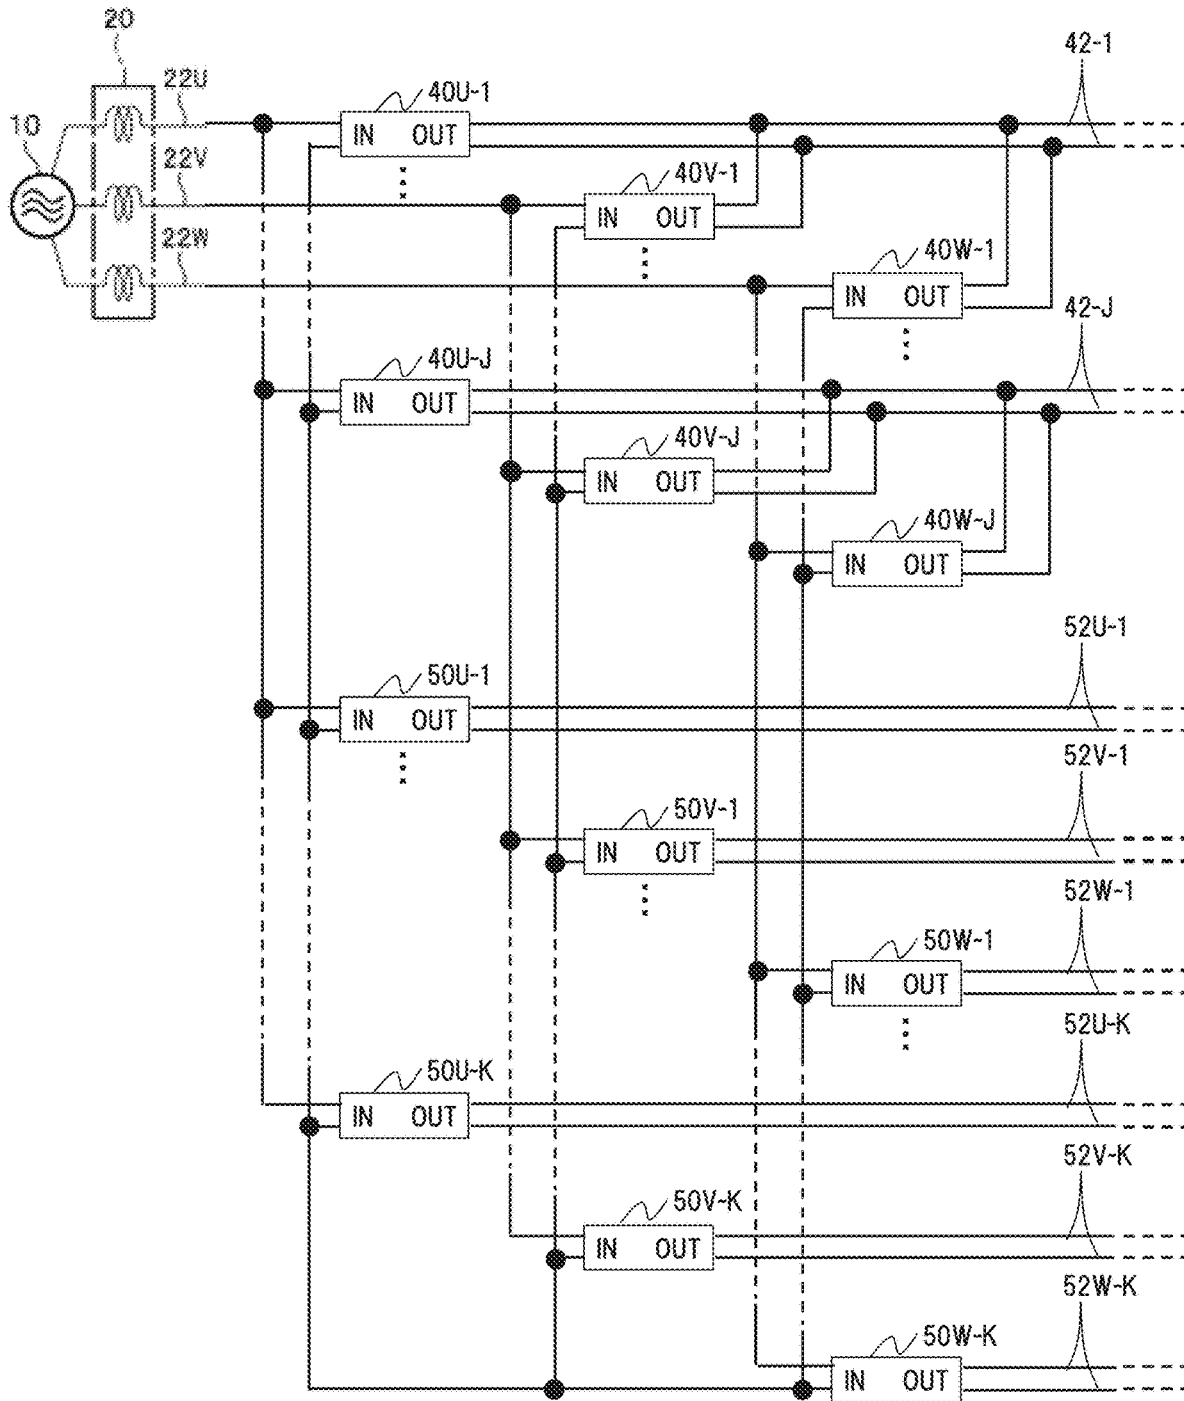 20
42-1
22U
40U-1
10
IN OUT
22V
40V-1
IN OUT
22W
40W-1
IN OUT
42-J
40U-J
IN OUT
40V-J
IN OUT
40W-J
IN OUT
52U-1
50U-1
IN OUT
52V-1
50V-1
IN OUT
52W-1
50W-1
IN OUT
52U-K
50U-K
IN OUT
52V-K
50V-K
IN OUT
52W-K
50W-K
IN OUT